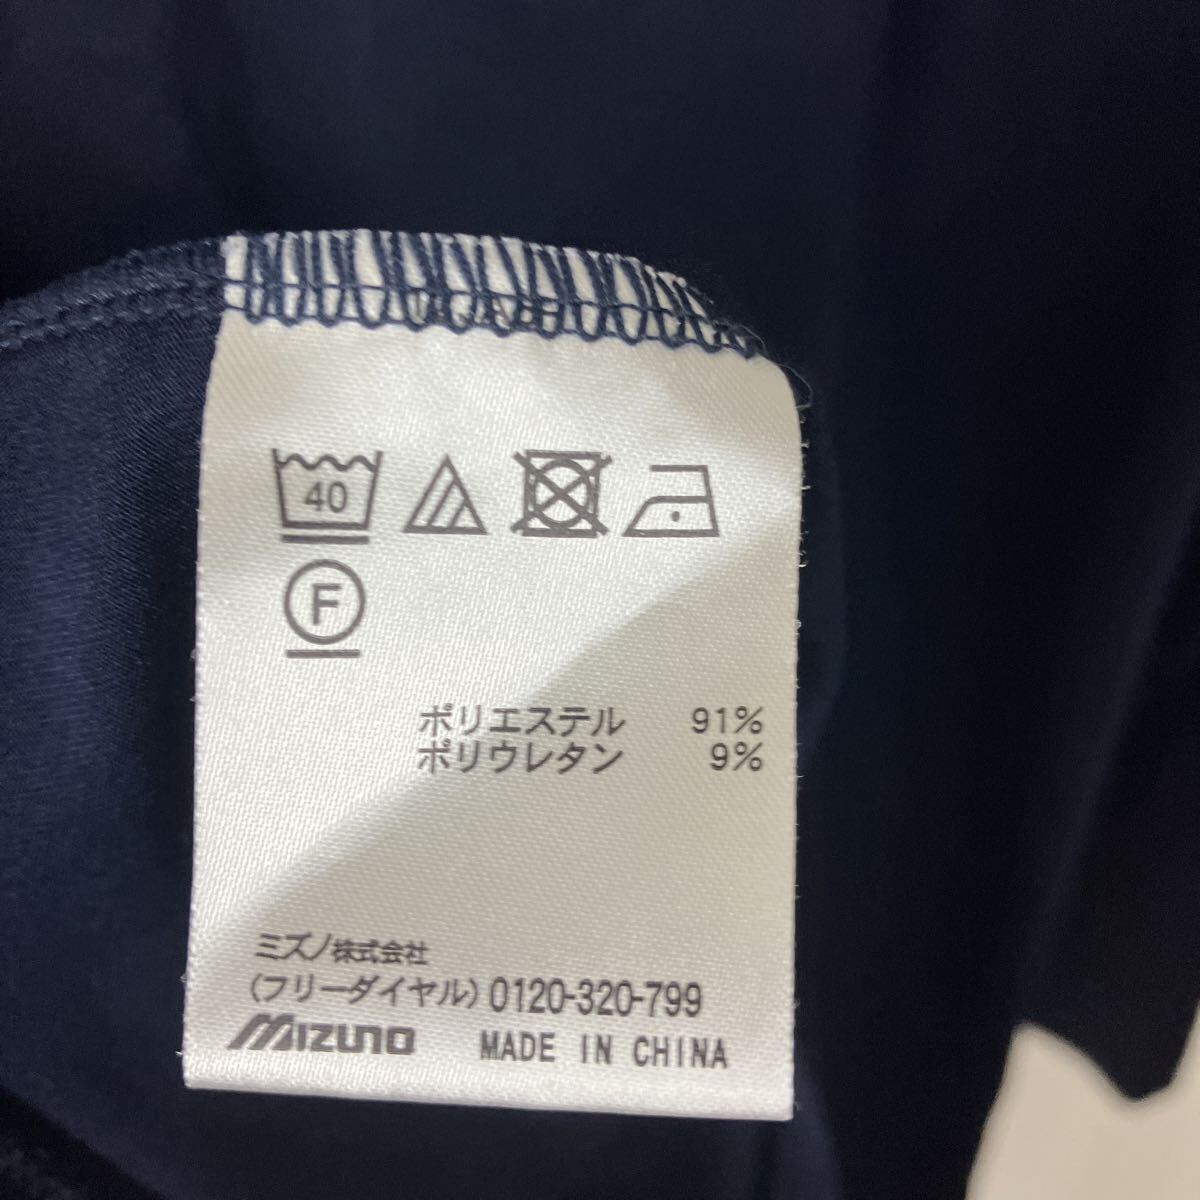 40
F
ポリエステル 91%
ポリウレタン 9%
ミズノ株式会社
(フリーダイヤル) 0120-320-799
MIZUNO MADE IN CHINA